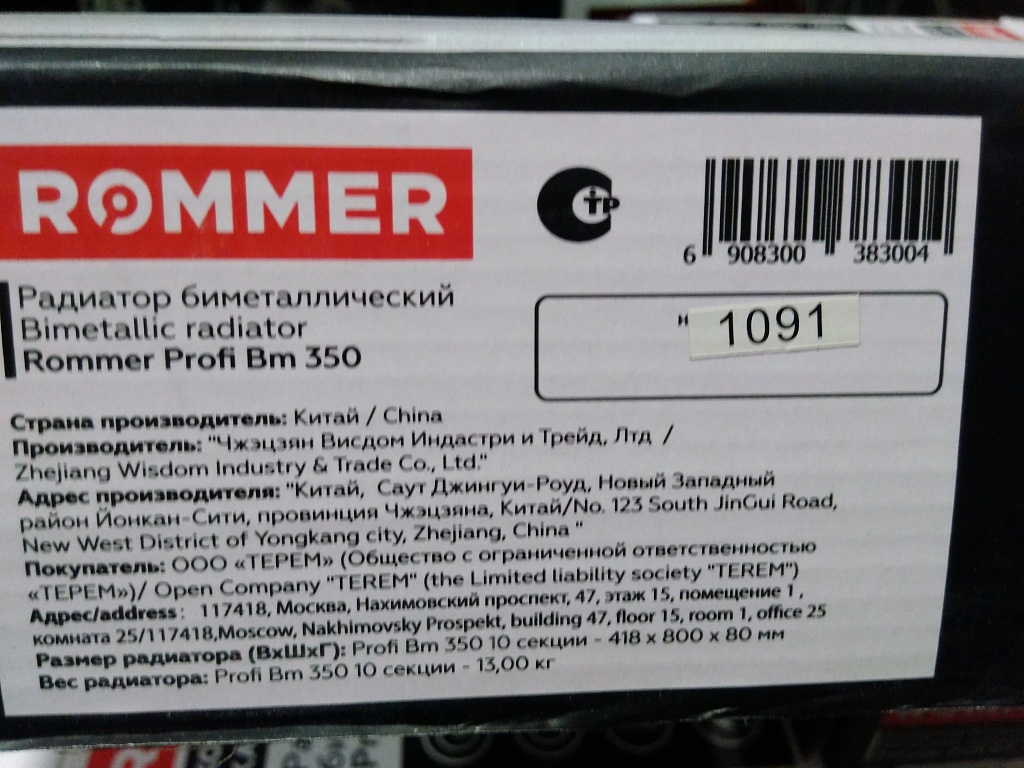 ROMMER
стр
6 908300 383004
Радиатор биметаллический
Bimetallic radiator
Rommer Profi Bm 350
1091
Страна производитель: Китай / China
Производитель: "Чжэцзян Висдом Индастри и Трейд, Лтд /
Zhejiang Wisdom Industry & Trade Co., Ltd."
Адрес производителя: "Китай, Саут Джингуи-Роуд, Новый Западный
район Йонкан-Сити, провинция Чжэцзяна, Китай/No. 123 South JinGui Road,
New West District of Yongkang city, Zhejiang, China "
Покупатель: ООО «ТЕРЕМ» (Общество с ограниченной ответственностью
«ТЕРЕМ»)/ Open Company "TEREM" (the Limited liability society "TEREM")
Адрес/address: 117418, Москва, Нахимовский проспект, 47, этаж 15, помещение 1,
комната 25/117418,Moscow, Nakhimovsky Prospekt, building 47, floor 15, room 1, office 25
Размер радиатора (ВхШхГ): Profi Bm 350 10 секции - 418 x 800 x 80 мм
Вес радиатора: Profi Bm 350 10 секции - 13,00 кг